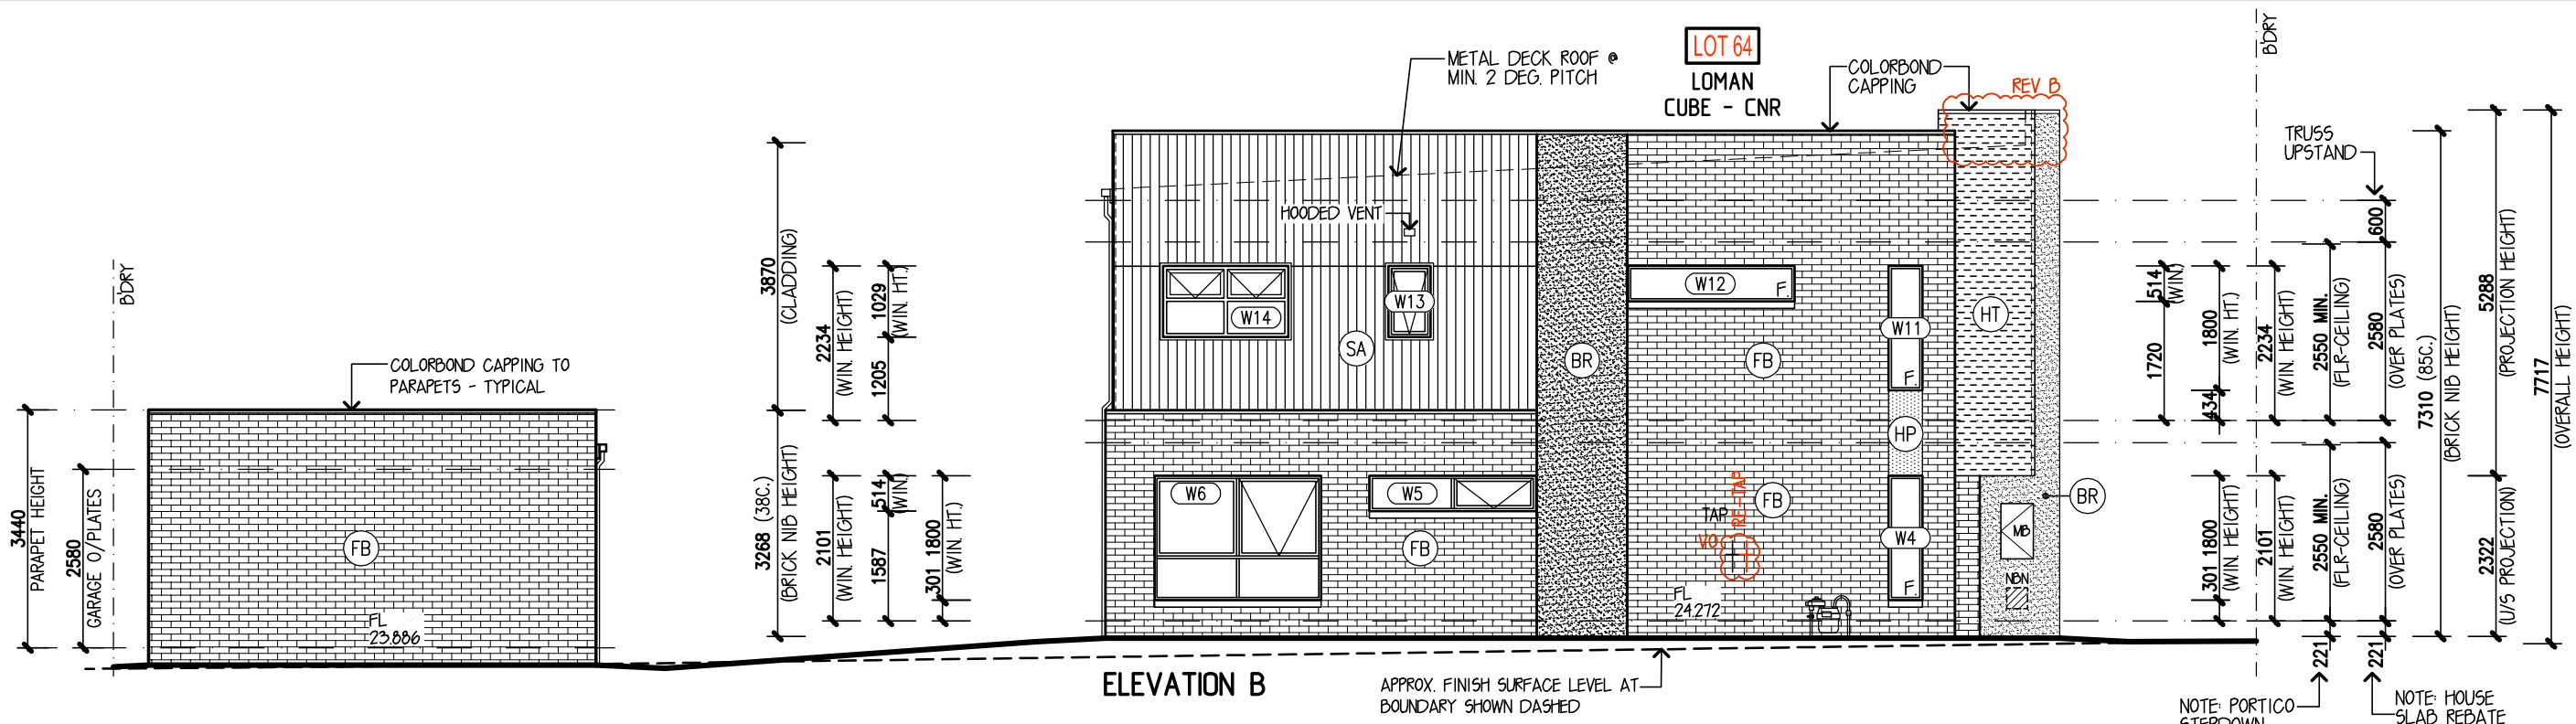 LOT 64
LOMAN
CUBE - CNR
METAL DECK ROOF @
MIN. 2 DEG. PITCH
COLORBOND
CAPPING
REV B
B'DRY
TRUSS
UPSTAND
HOODED VENT
B'DRY
COLORBOND CAPPING TO
PARAPETS - TYPICAL
3440
PARAPET HEIGHT
2580
GARAGE O/PLATES
FB
FL
23.886
3870
(CLADDING)
3268 (38C.)
(BRICK NIB HEIGHT)
2234
(WIN. HEIGHT)
2101
(WIN. HEIGHT)
1029
(WIN. HT.)
1205
514
(WIN.)
1587
301 1800
(WIN. HT.)
W14
W13
SA
W6
W5
FB
BR
W12
F.
FB
W11
F.
HP
HT
FB
TAP
RE-TAP
VO
W4
F.
FL
24.272
MB
NBN
BR
514
(WIN.)
1720
1800
(WIN. HT.)
434
2234
(WIN. HEIGHT)
2550 MIN.
(FLR-CEILING)
600
2580
(OVER PLATES)
7310 (85C.)
(BRICK NIB HEIGHT)
5288
(PROJECTION HEIGHT)
7717
(OVERALL HEIGHT)
301 1800
(WIN. HEIGHT)
2101
(WIN. HEIGHT)
2550 MIN.
(FLR-CEILING)
2580
(OVER PLATES)
2322
(U/S PROJECTION)
221
221
ELEVATION B
APPROX. FINISH SURFACE LEVEL AT
BOUNDARY SHOWN DASHED
NOTE: PORTICO
STEPDOWN
NOTE: HOUSE
SLAB REBATE